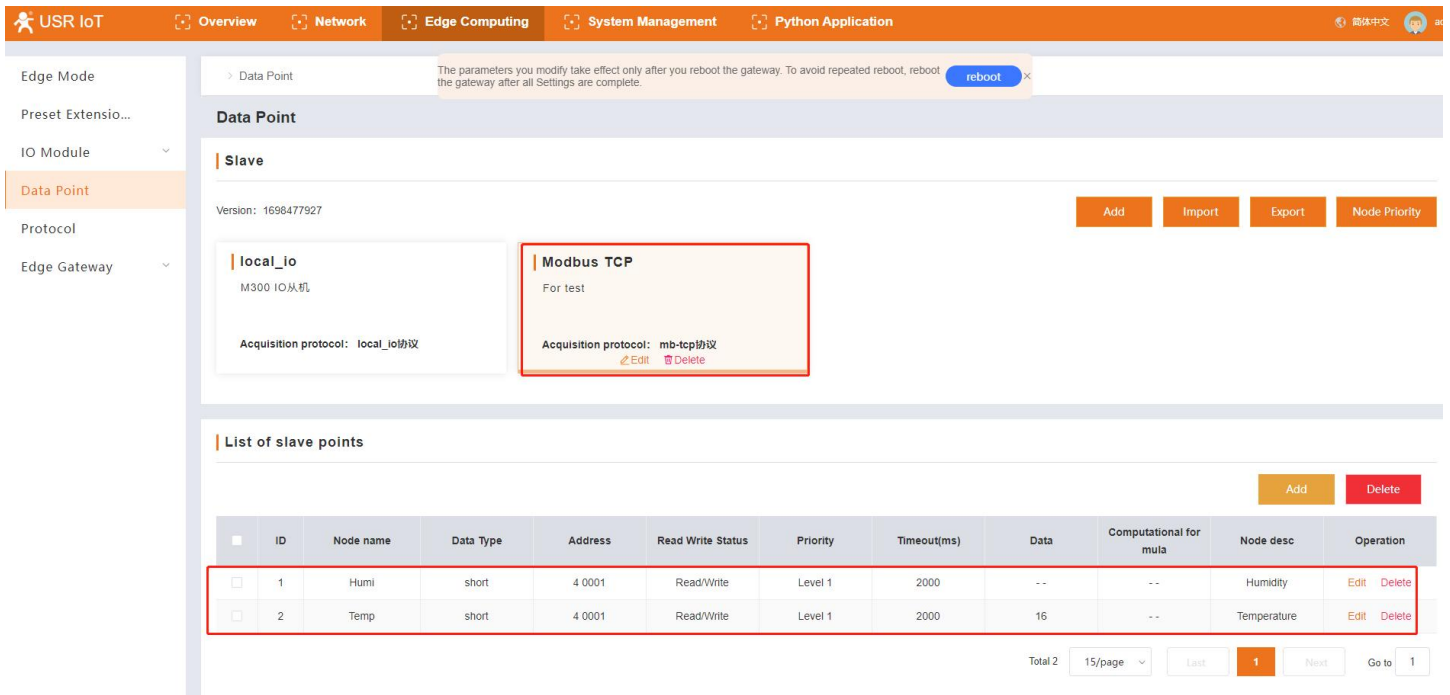 USR IoT
Overview
Network
Edge Computing
System Management
Python Application
简体中文
Edge Mode
Preset Extensio...
IO Module
Data Point
Protocol
Edge Gateway
> Data Point
The parameters you modify take effect only after you reboot the gateway. To avoid repeated reboot, reboot
the gateway after all Settings are complete.
reboot
×
Data Point
Slave
Version: 1698477927
Add
Import
Export
Node Priority
local_io
M300 IO从机
Acquisition protocol: local_io协议
Modbus TCP
For test
Acquisition protocol: mb-tcp协议
Edit Delete
List of slave points
Add
Delete
ID Node name Data Type Address Read Write Status Priority Timeout(ms) Data Computational for Node desc Operation
mula
1 Humi short 4 0001 Read/Write Level 1 2000 - - - - Humidity Edit Delete
2 Temp short 4 0001 Read/Write Level 1 2000 16 - - Temperature Edit Delete
Total 2 15/page Last 1 Next Go to 1